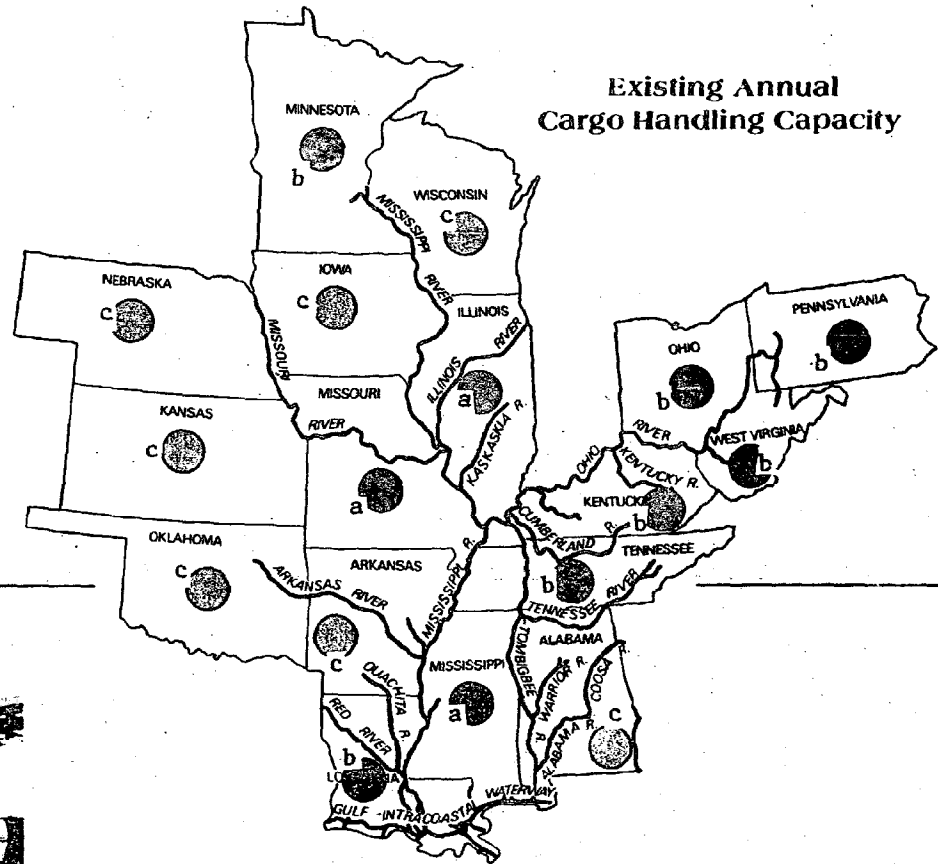 Existing Annual
Cargo Handling Capacity
MINNESOTA
b
WISCONSIN
c
MISSISSIPPI
RIVER
NEBRASKA
c
IOWA
c
ILLINOIS
ILLINOIS
RIVER
a
KASKASKIA R.
MISSOURI
RIVER
MISSOURI
a
KANSAS
c
PENNSYLVANIA
b
OHIO
b
OHIO
RIVER
WEST VIRGINIA
b
KENTUCKY R.
KENTUCKY
b
CUMBERLAND
R.
OKLAHOMA
c
ARKANSAS
RIVER
ARKANSAS
c
MISSISSIPPI
R.
TENNESSEE
b
TENNESSEE
RIVER
MISSISSIPPI
a
TOMBIGBEE
R.
ALABAMA
WARRIOR R.
COOSA
R.
ALABAMA R.
c
OUACHITA
R.
RED
RIVER
b
GULF-INTRACOASTAL
WATERWAY